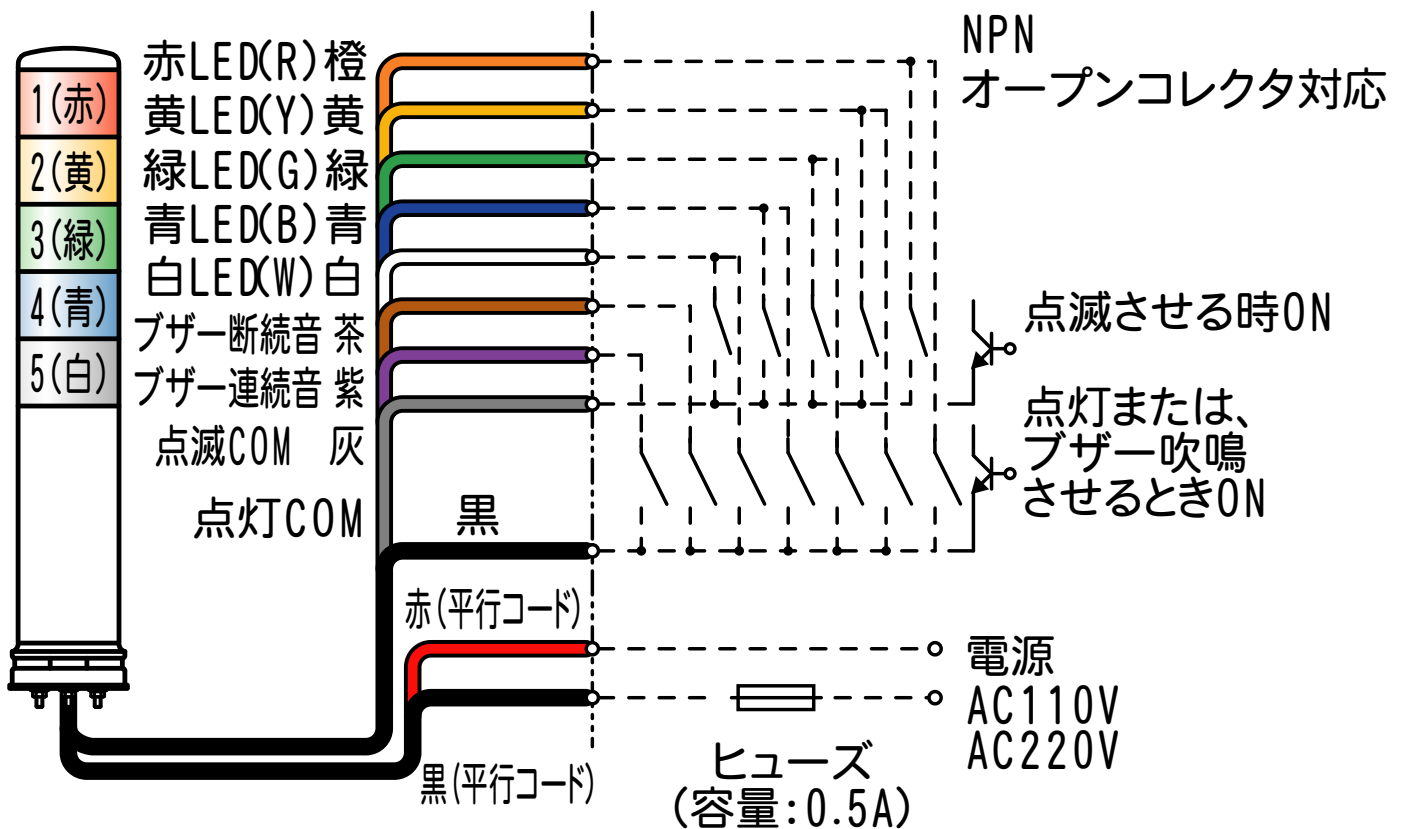 1(赤)
2(黄)
3(緑)
4(青)
5(白)
赤LED(R)橙
黄LED(Y)黄
緑LED(G)緑
青LED(B)青
白LED(W)白
ブザー断続音 茶
ブザー連続音 紫
点滅COM 灰
点灯COM 黒
赤(平行コード)
黒(平行コード)
NPN
オープンコレクタ対応
点滅させる時ON
点灯または、
ブザー吹鳴
させるときON
電源
AC110V
AC220V
ヒューズ
(容量:0.5A)